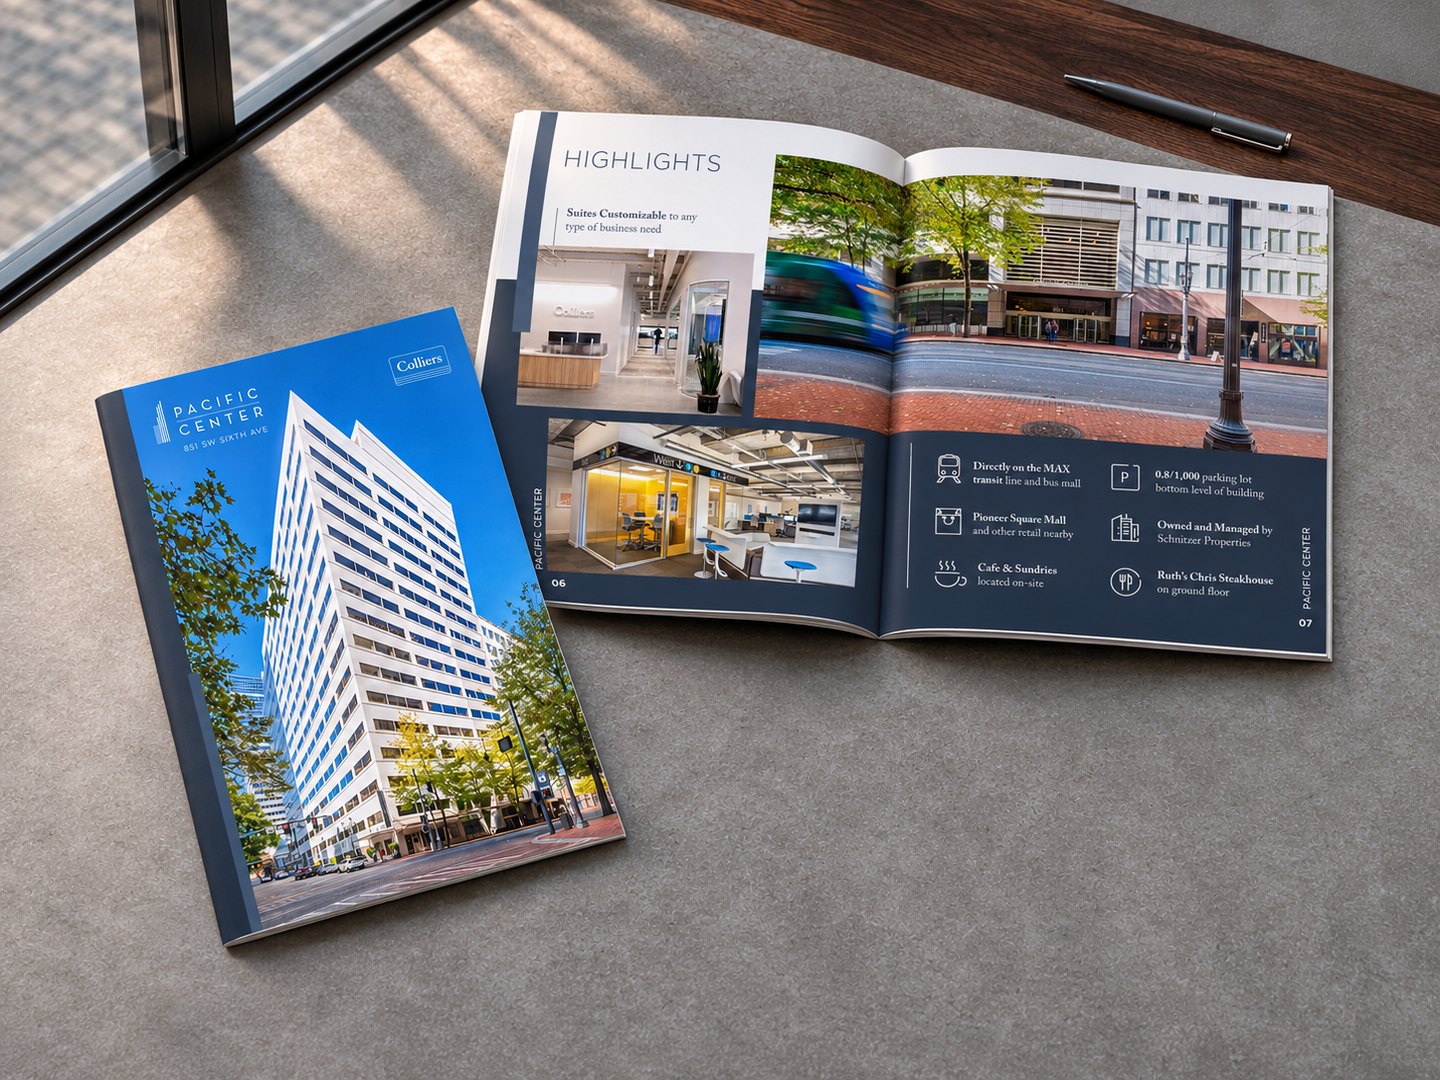 PACIFIC
CENTER
851 SW SIXTH AVE
Colliers
HIGHLIGHTS
Suites Customizable to any
type of business need
Colliers
West
PACIFIC CENTER
06
Directly on the MAX
transit line and bus mall
Pioneer Square Mall
and other retail nearby
Cafe & Sundries
located on-site
P
0.8/1,000 parking lot
bottom level of building
Owned and Managed by
Schnitzer Properties
Ruth's Chris Steakhouse
on ground floor
PACIFIC CENTER
07